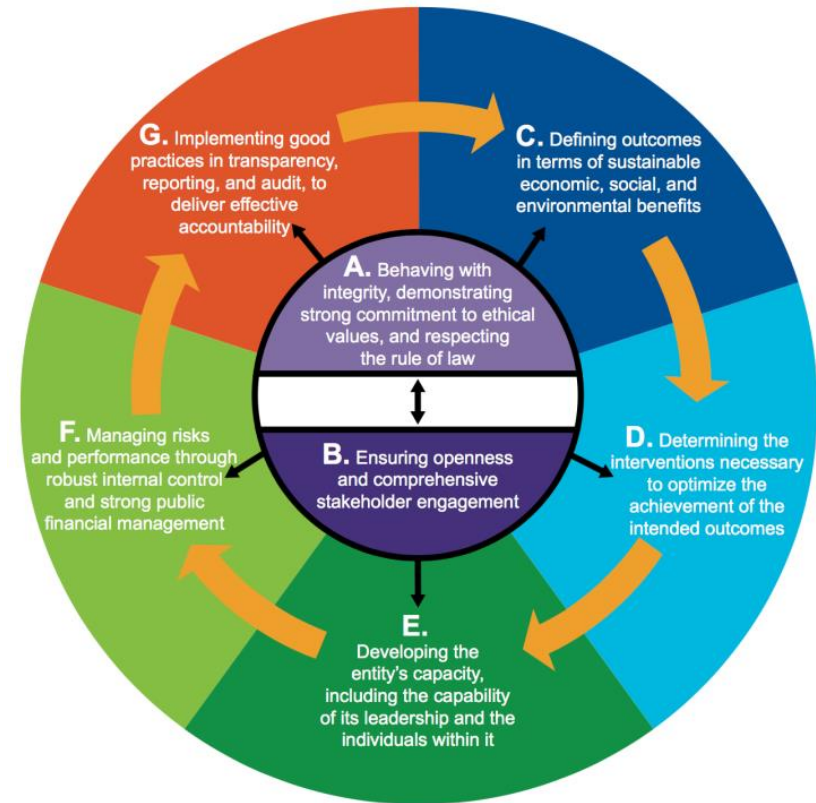 G. Implementing good
practices in transparency,
reporting, and audit, to
deliver effective
accountability
C. Defining outcomes
in terms of sustainable
economic, social, and
environmental benefits
A. Behaving with
integrity, demonstrating
strong commitment to ethical
values, and respecting
the rule of law
B. Ensuring openness
and comprehensive
stakeholder engagement
F. Managing risks
and performance through
robust internal control
and strong public
financial management
D. Determining the
interventions necessary
to optimize the
achievement of the
intended outcomes
E.
Developing the
entity's capacity,
including the capability
of its leadership and the
individuals within it